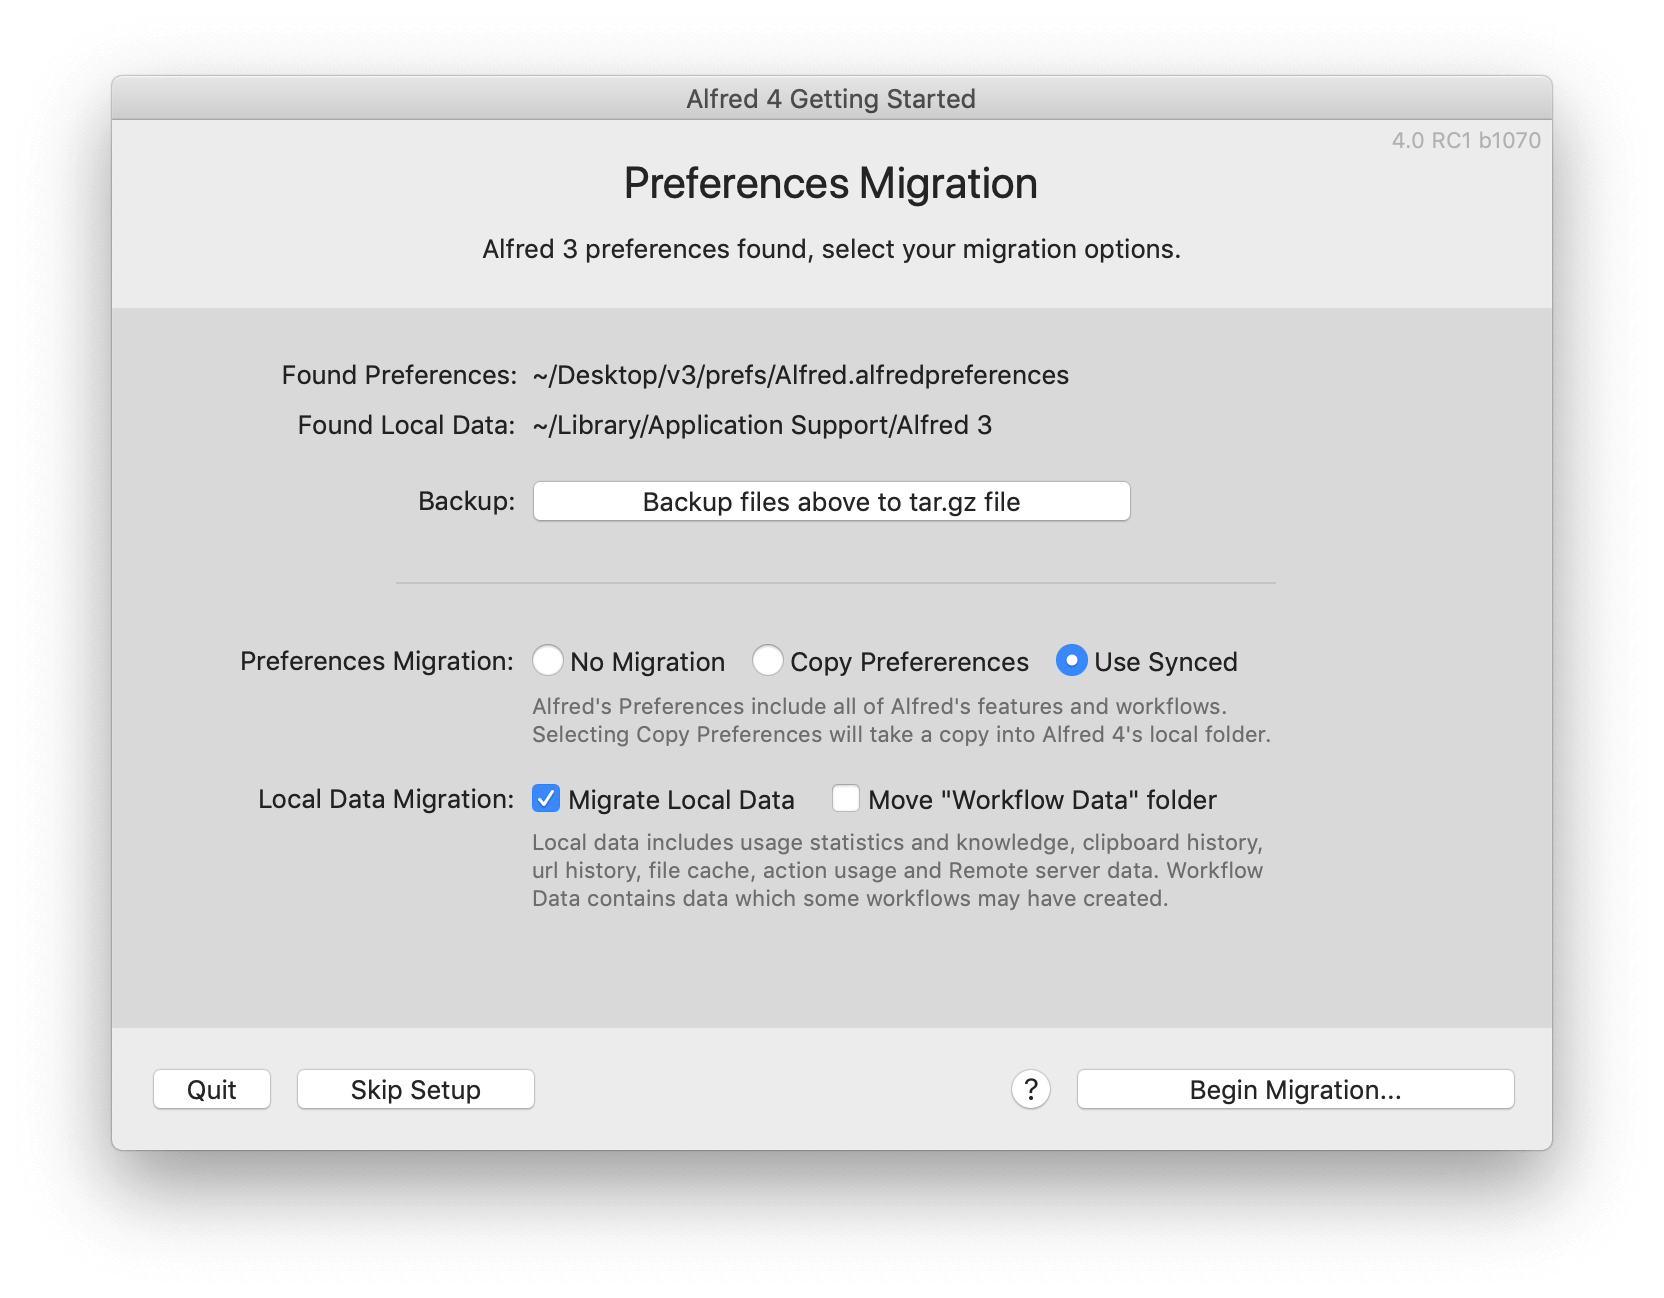 Alfred 4 Getting Started
4.0 RC1 b1070
Preferences Migration
Alfred 3 preferences found, select your migration options.
Found Preferences: ~/Desktop/v3/prefs/Alfred.alfredpreferences
Found Local Data: ~/Library/Application Support/Alfred 3
Backup: Backup files above to tar.gz file
Preferences Migration: No Migration Copy Prefererences Use Synced
Alfred's Preferences include all of Alfred's features and workflows.
Selecting Copy Preferences will take a copy into Alfred 4's local folder.
Local Data Migration: Migrate Local Data Move "Workflow Data" folder
Local data includes usage statistics and knowledge, clipboard history,
url history, file cache, action usage and Remote server data. Workflow
Data contains data which some workflows may have created.
Quit Skip Setup ? Begin Migration...